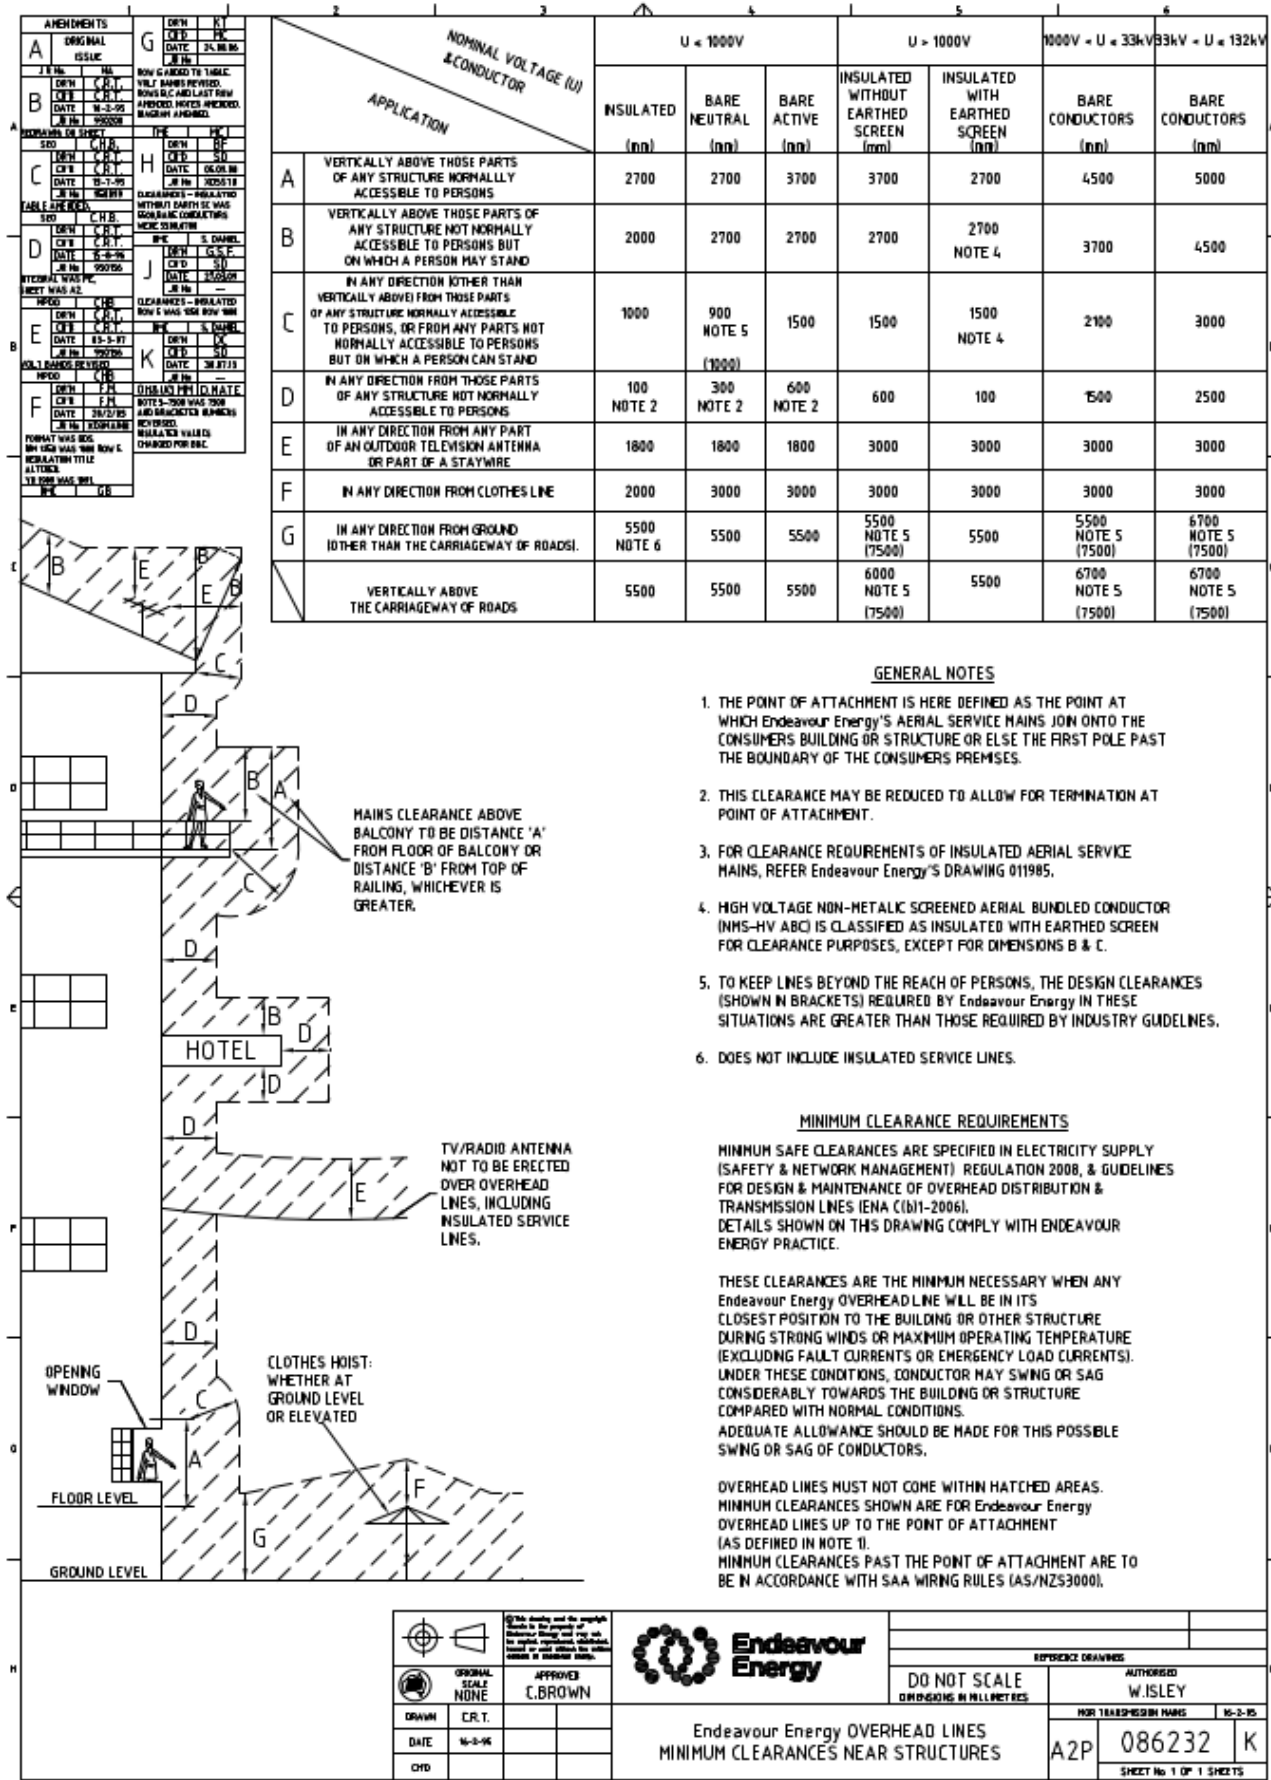 2 3 4 5 6
AMENDMENTS
A ORIGINAL ISSUE
B
C
D
E
F
G
H
J
K
TABLE AMENDED.
VOLT BANDS REVISED
NOMINAL VOLTAGE (U)
& CONDUCTOR
APPLICATION
U < 1000V
U > 1000V
1000V < U ≤ 33kV
33kV < U ≤ 132kV
INSULATED (mm)
BARE NEUTRAL (mm)
BARE ACTIVE (mm)
INSULATED WITHOUT EARTHED SCREEN (mm)
INSULATED WITH EARTHED SCREEN (mm)
BARE CONDUCTORS (mm)
BARE CONDUCTORS (mm)
A VERTICALLY ABOVE THOSE PARTS
OF ANY STRUCTURE NORMALLLY
ACCESSIBLE TO PERSONS
2700 2700 3700 3700 2700 4500 5000
B VERTICALLY ABOVE THOSE PARTS OF
ANY STRUCTURE NOT NORMALLY
ACCESSIBLE TO PERSONS BUT
ON WHICH A PERSON MAY STAND
2000 2700 2700 2700 2700 NOTE 4 3700 4500
C IN ANY DIRECTION (OTHER THAN
VERTICALLY ABOVE) FROM THOSE PARTS
OF ANY STRUCTURE NORMALLY ACCESSIBLE
TO PERSONS, OR FROM ANY PARTS NOT
NORMALLY ACCESSIBLE TO PERSONS
BUT ON WHICH A PERSON CAN STAND
1000 900 NOTE 5 (1000) 1500 1500 1500 NOTE 4 2100 3000
D IN ANY DIRECTION FROM THOSE PARTS
OF ANY STRUCTURE NOT NORMALLY
ACCESSIBLE TO PERSONS
100 NOTE 2 300 NOTE 2 600 NOTE 2 600 100 1500 2500
E IN ANY DIRECTION FROM ANY PART
OF AN OUTDOOR TELEVISION ANTENNA
OR PART OF A STAYWIRE
1800 1800 1800 3000 3000 3000 3000
F IN ANY DIRECTION FROM CLOTHES LINE
2000 3000 3000 3000 3000 3000 3000
G IN ANY DIRECTION FROM GROUND
(OTHER THAN THE CARRIAGEWAY OF ROADS).
5500 NOTE 6 5500 5500 5500 NOTE 5 (7500) 5500 5500 NOTE 5 (7500) 6700 NOTE 5 (7500)
VERTICALLY ABOVE
THE CARRIAGEWAY OF ROADS
5500 5500 5500 6000 NOTE 5 (7500) 5500 6700 NOTE 5 (7500) 6700 NOTE 5 (7500)
B E B E B
C
D
B A
C
MAINS CLEARANCE ABOVE
BALCONY TO BE DISTANCE 'A'
FROM FLOOR OF BALCONY OR
DISTANCE 'B' FROM TOP OF
RAILING, WHICHEVER IS
GREATER.
D
B
HOTEL D
D
D
E
TV/RADIO ANTENNA
NOT TO BE ERECTED
OVER OVERHEAD
LINES, INCLUDING
INSULATED SERVICE
LINES.
D
OPENING
WINDOW
C
A
CLOTHES HOIST:
WHETHER AT
GROUND LEVEL
OR ELEVATED
F
G
FLOOR LEVEL
GROUND LEVEL
GENERAL NOTES
1. THE POINT OF ATTACHMENT IS HERE DEFINED AS THE POINT AT
WHICH Endeavour Energy'S AERIAL SERVICE MAINS JOIN ONTO THE
CONSUMERS BUILDING OR STRUCTURE OR ELSE THE FIRST POLE PAST
THE BOUNDARY OF THE CONSUMERS PREMISES.
2. THIS CLEARANCE MAY BE REDUCED TO ALLOW FOR TERMINATION AT
POINT OF ATTACHMENT.
3. FOR CLEARANCE REQUIREMENTS OF INSULATED AERIAL SERVICE
MAINS, REFER Endeavour Energy'S DRAWING 011985.
4. HIGH VOLTAGE NON-METALIC SCREENED AERIAL BUNDLED CONDUCTOR
(NMS-HV ABC) IS CLASSIFIED AS INSULATED WITH EARTHED SCREEN
FOR CLEARANCE PURPOSES, EXCEPT FOR DIMENSIONS B & C.
5. TO KEEP LINES BEYOND THE REACH OF PERSONS, THE DESIGN CLEARANCES
(SHOWN IN BRACKETS) REQUIRED BY Endeavour Energy IN THESE
SITUATIONS ARE GREATER THAN THOSE REQUIRED BY INDUSTRY GUIDELINES.
6. DOES NOT INCLUDE INSULATED SERVICE LINES.
MINIMUM CLEARANCE REQUIREMENTS
MINIMUM SAFE CLEARANCES ARE SPECIFIED IN ELECTRICITY SUPPLY
(SAFETY & NETWORK MANAGEMENT) REGULATION 2008, & GUIDELINES
FOR DESIGN & MAINTENANCE OF OVERHEAD DISTRIBUTION &
TRANSMISSION LINES (ENA C(b)1-2006).
DETAILS SHOWN ON THIS DRAWING COMPLY WITH ENDEAVOUR
ENERGY PRACTICE.
THESE CLEARANCES ARE THE MINIMUM NECESSARY WHEN ANY
Endeavour Energy OVERHEAD LINE WILL BE IN ITS
CLOSEST POSITION TO THE BUILDING OR OTHER STRUCTURE
DURING STRONG WINDS OR MAXIMUM OPERATING TEMPERATURE
(EXCLUDING FAULT CURRENTS OR EMERGENCY LOAD CURRENTS).
UNDER THESE CONDITIONS, CONDUCTOR MAY SWING OR SAG
CONSIDERABLY TOWARDS THE BUILDING OR STRUCTURE
COMPARED WITH NORMAL CONDITIONS.
ADEQUATE ALLOWANCE SHOULD BE MADE FOR THIS POSSIBLE
SWING OR SAG OF CONDUCTORS.
OVERHEAD LINES MUST NOT COME WITHIN HATCHED AREAS.
MINIMUM CLEARANCES SHOWN ARE FOR Endeavour Energy
OVERHEAD LINES UP TO THE POINT OF ATTACHMENT
(AS DEFINED IN NOTE 1).
MINIMUM CLEARANCES PAST THE POINT OF ATTACHMENT ARE TO
BE IN ACCORDANCE WITH SAA WIRING RULES (AS/NZS3000).
ORIGINAL SCALE NONE
APPROVED C.BROWN
DRAWN C.R.T.
DATE 16-2-95
CH'D
Endeavour
Energy
Endeavour Energy OVERHEAD LINES
MINIMUM CLEARANCES NEAR STRUCTURES
REFERENCE DRAWINGS
DO NOT SCALE
DIMENSIONS IN MILLIMETRES
AUTHORISED
W.ISLEY
MGR TRANSMISSION MAINS 16-2-95
A2P 086232 K
SHEET No 1 OF 1 SHEETS